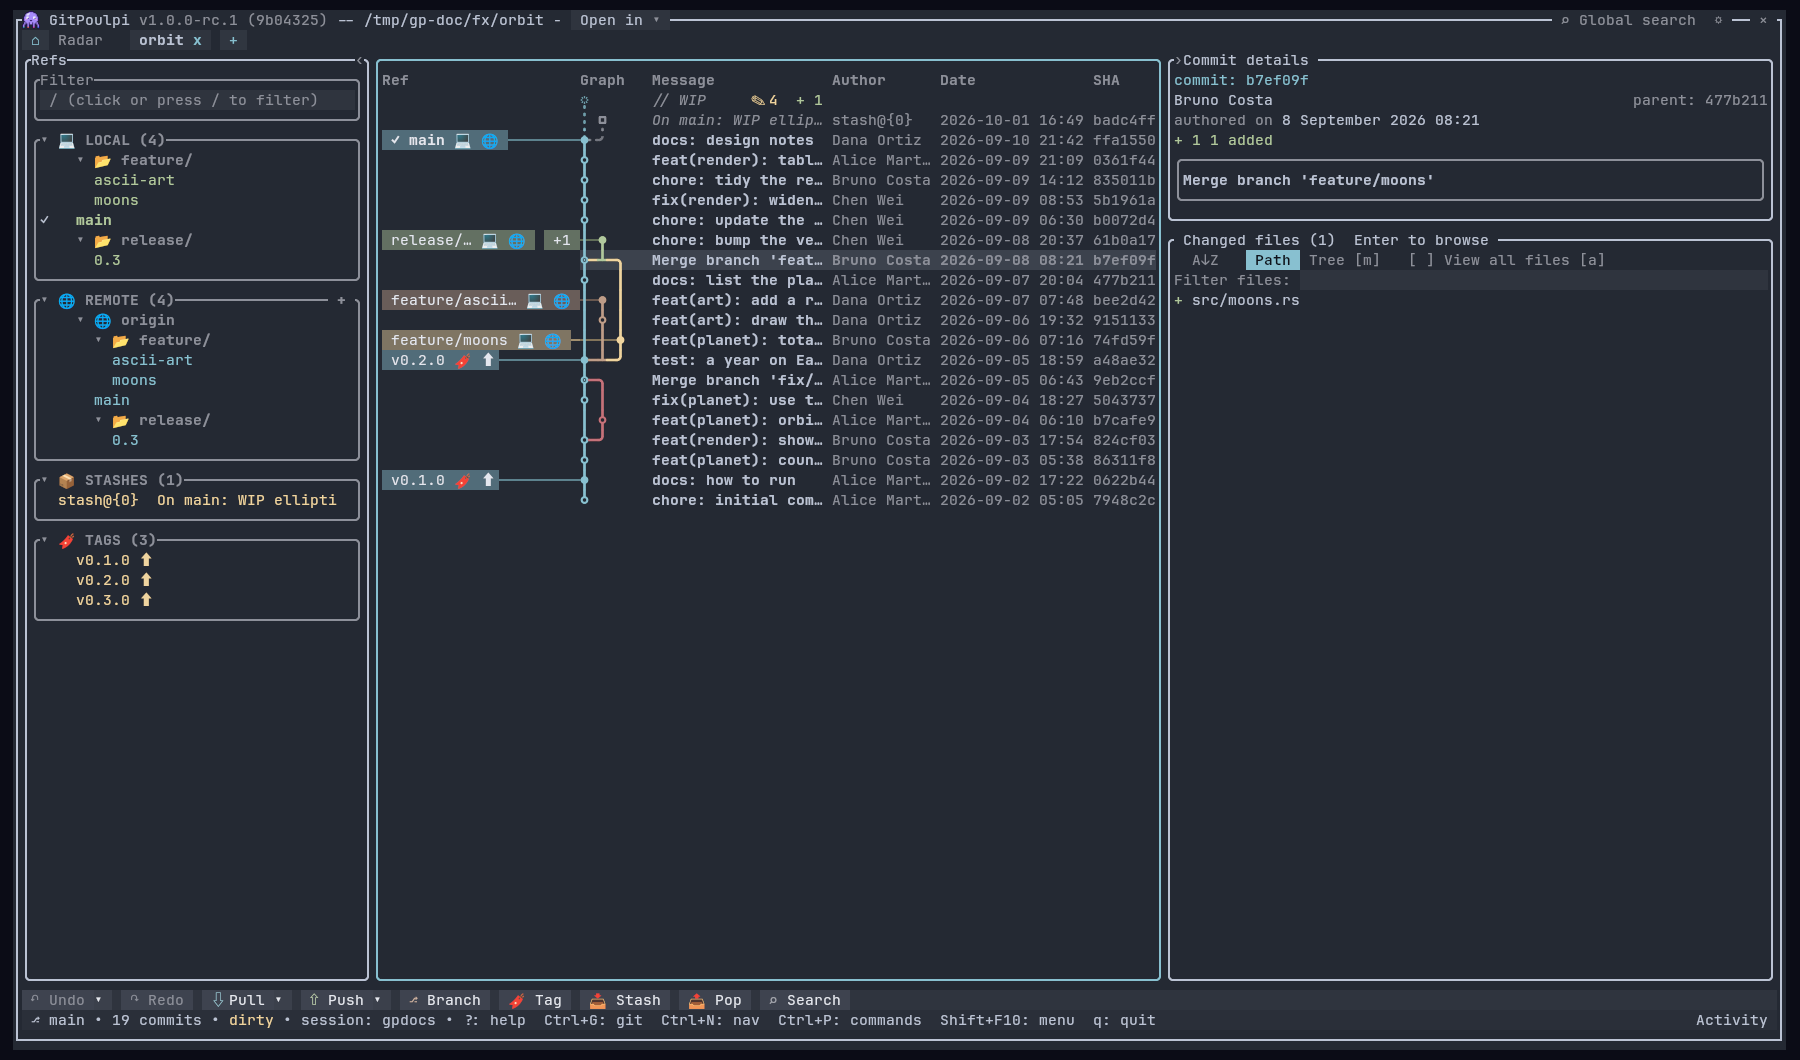 GitPoulpi v1.0.0-rc.1 (9b04325) -- /tmp/gp-doc/fx/orbit - Open in ▾ ⌕ Global search ☼ ×
⌂ Radar orbit x +
Refs ‹
Filter
/ (click or press / to filter)
▾ LOCAL (4)
▾ feature/
ascii-art
moons
✓ main
▾ release/
0.3
▾ REMOTE (4) +
▾ origin
▾ feature/
ascii-art
moons
main
▾ release/
0.3
▾ STASHES (1)
stash@{0} On main: WIP ellipti
▾ TAGS (3)
v0.1.0 ⬆
v0.2.0 ⬆
v0.3.0 ⬆
Ref Graph Message Author Date SHA
// WIP ✎ 4 + 1
On main: WIP ellip… stash@{0} 2026-10-01 16:49 badc4ff
✓ main docs: design notes Dana Ortiz 2026-09-10 21:42 ffa1550
feat(render): tabl… Alice Mart… 2026-09-09 21:09 0361f44
chore: tidy the re… Bruno Costa 2026-09-09 14:12 835011b
fix(render): widen… Chen Wei 2026-09-09 08:53 5b1961a
chore: update the … Chen Wei 2026-09-09 06:30 b0072d4
release/… +1 chore: bump the ve… Chen Wei 2026-09-08 20:37 61b0a17
Merge branch 'feat… Bruno Costa 2026-09-08 08:21 b7ef09f
docs: list the pla… Alice Mart… 2026-09-07 20:04 477b211
feature/ascii… feat(art): add a r… Dana Ortiz 2026-09-07 07:48 bee2d42
feat(art): draw th… Dana Ortiz 2026-09-06 19:32 9151133
feature/moons feat(planet): tota… Bruno Costa 2026-09-06 07:16 74fd59f
v0.2.0 ⬆ test: a year on Ea… Dana Ortiz 2026-09-05 18:59 a48ae32
Merge branch 'fix/… Alice Mart… 2026-09-05 06:43 9eb2ccf
fix(planet): use t… Chen Wei 2026-09-04 18:27 5043737
feat(planet): orbi… Alice Mart… 2026-09-04 06:10 b7cafe9
feat(render): show… Bruno Costa 2026-09-03 17:54 824cf03
feat(planet): coun… Bruno Costa 2026-09-03 05:38 86311f8
v0.1.0 ⬆ docs: how to run Alice Mart… 2026-09-02 17:22 0622b44
chore: initial com… Alice Mart… 2026-09-02 05:05 7948c2c
› Commit details
commit: b7ef09f
Bruno Costa parent: 477b211
authored on 8 September 2026 08:21
+ 1 1 added
Merge branch 'feature/moons'
Changed files (1) Enter to browse
A↓Z Path Tree [m] [ ] View all files [a]
Filter files:
+ src/moons.rs
↶ Undo ▾ ↷ Redo ⇩ Pull ▾ ⇧ Push ▾ Branch Tag Stash Pop ⌕ Search
main • 19 commits • dirty • session: gpdocs • ?: help Ctrl+G: git Ctrl+N: nav Ctrl+P: commands Shift+F10: menu q: quit Activity